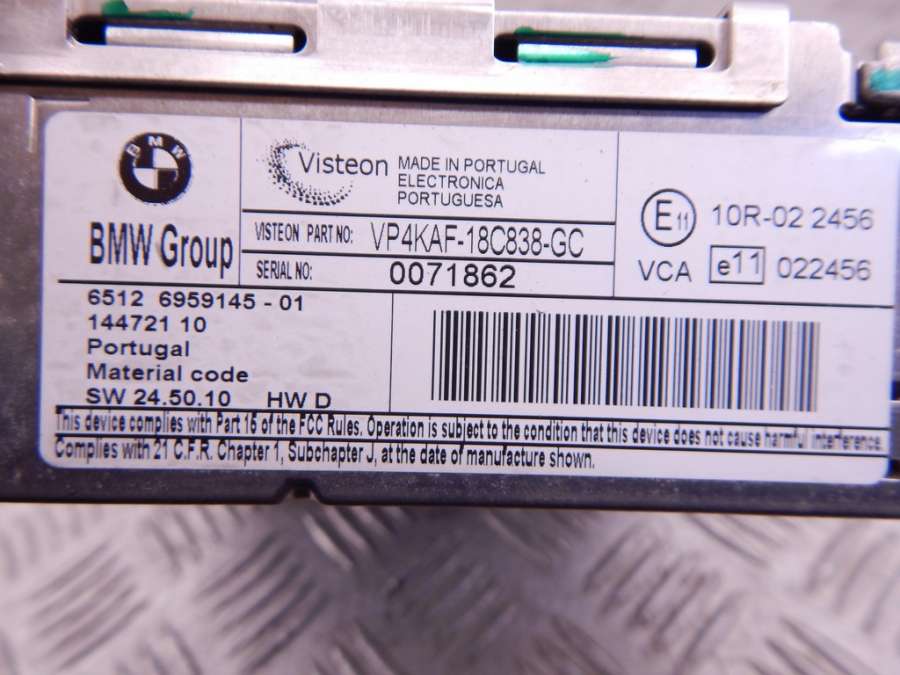 BMW
BMW Group
Visteon
MADE IN PORTUGAL
ELECTRONICA
PORTUGUESA
VISTEON PART NO: VP4KAF-18C838-GC
SERIAL NO: 0071862
E11 10R-02 2456
VCA e11 022456
6512 6959145 - 01
144721 10
Portugal
Material code
SW 24.50.10 HW D
This device complies with Part 15 of the FCC Rules. Operation is subject to the condition that this device does not cause harmful interference.
Complies with 21 C.F.R. Chapter 1, Subchapter J, at the date of manufacture shown.